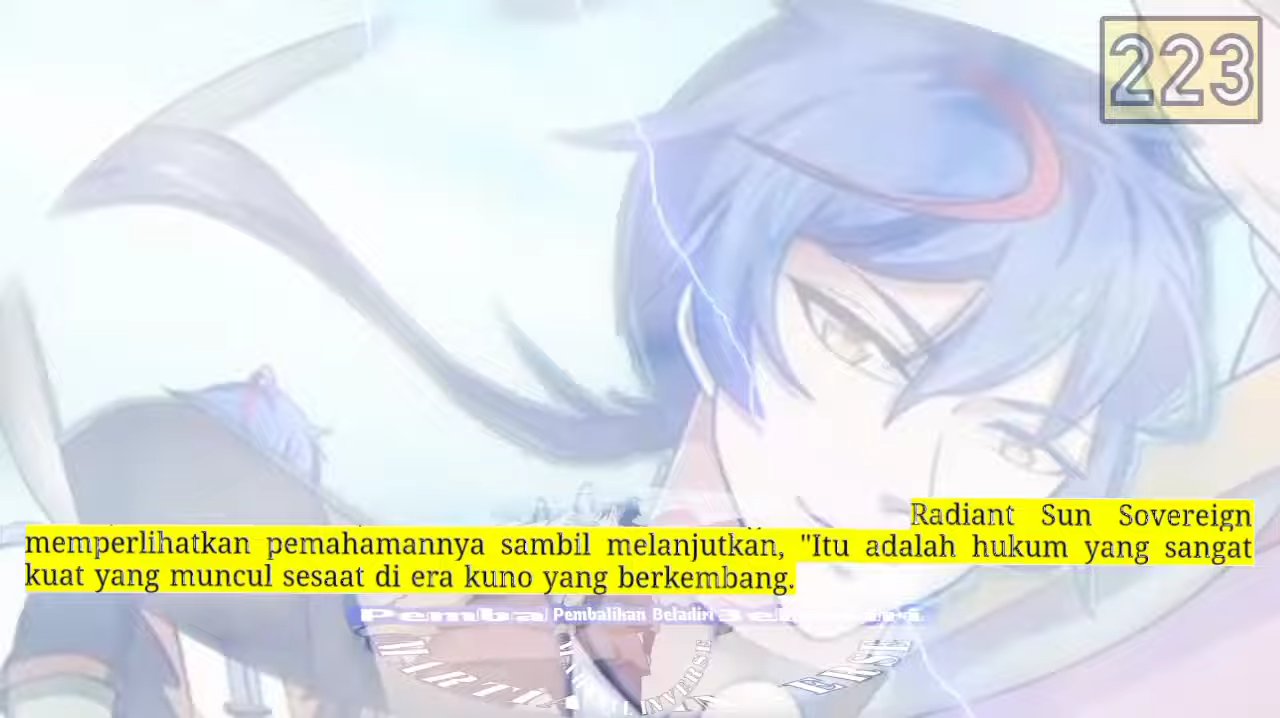 223
Radiant Sun Sovereign
memperlihatkan pemahamannya sambil melanjutkan, "Itu adalah hukum yang sangat
kuat yang muncul sesaat di era kuno yang berkembang.
Pembalihan Beladiri